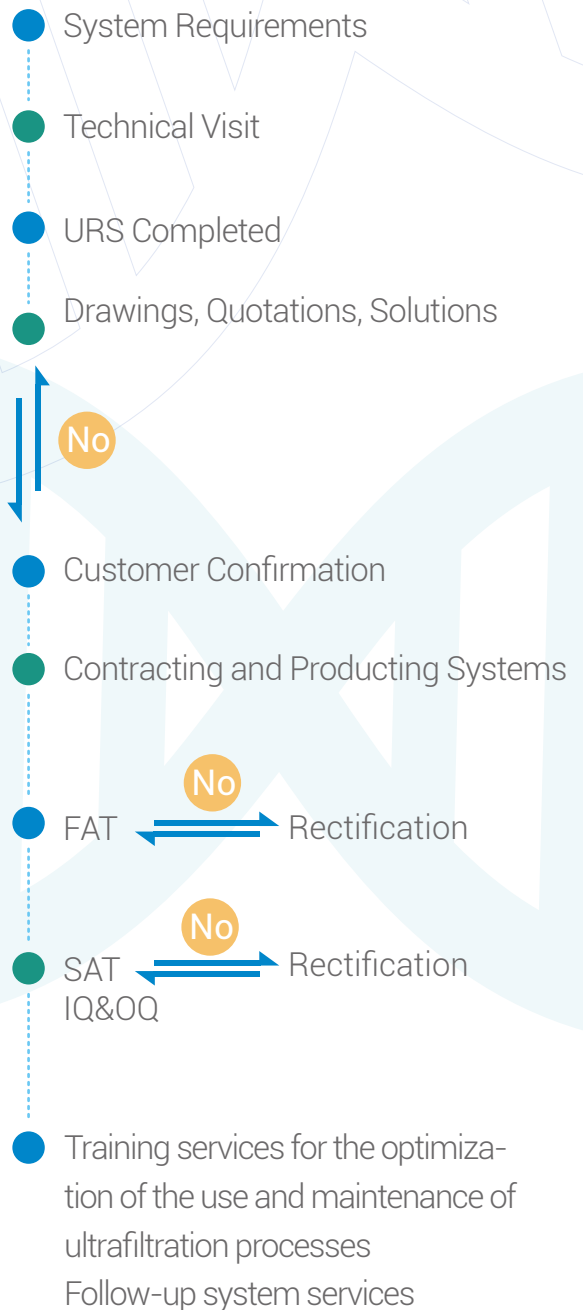 System Requirements
Technical Visit
URS Completed
Drawings, Quotations, Solutions
No
Customer Confirmation
Contracting and Producting Systems
No
FAT
Rectification
No
SAT
Rectification
IQ&OQ
Training services for the optimiza-
tion of the use and maintenance of
ultrafiltration processes
Follow-up system services